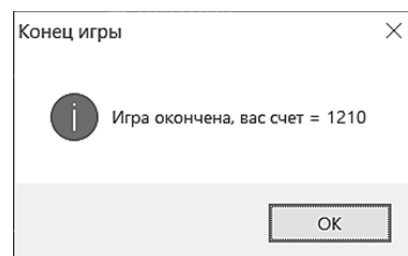 Конец игры
Игра окончена, вас счет = 1210
OK